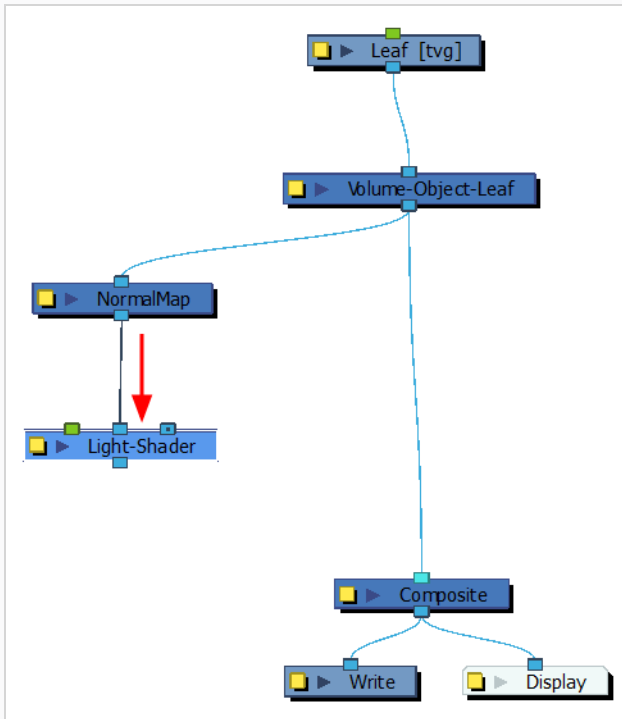 Leaf [tvg]
Volume-Object-Leaf
NormalMap
Light-Shader
Composite
Write
Display